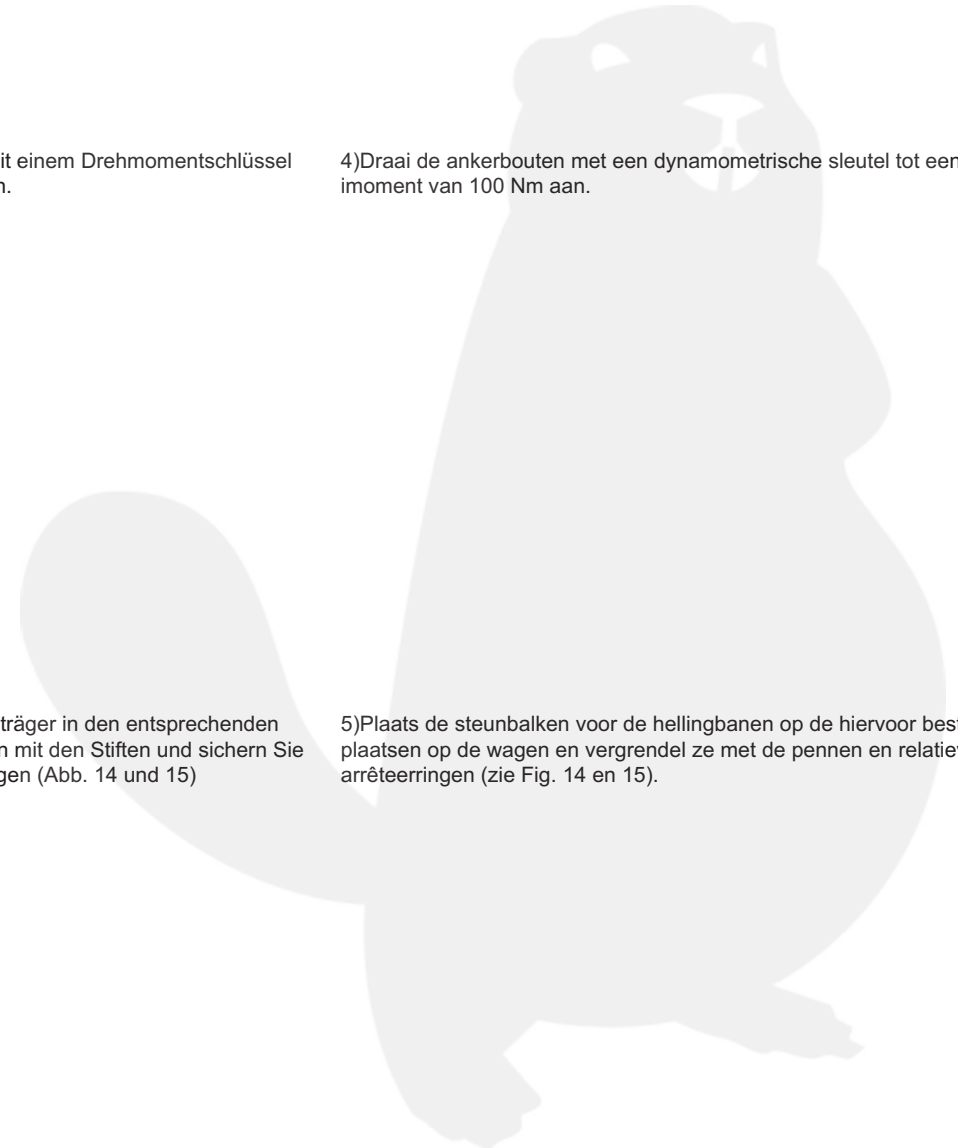 it einem Drehmomentschlüssel
n.
4)Draai de ankerbouten met een dynamometrische sleutel tot een
imoment van 100 Nm aan.
träger in den entsprechenden
n mit den Stiften und sichern Sie
gen (Abb. 14 und 15)
5)Plaats de steunbalken voor de hellingbanen op de hiervoor best
plaatsen op de wagen en vergrendel ze met de pennen en relatiev
arrêteerringen (zie Fig. 14 en 15).